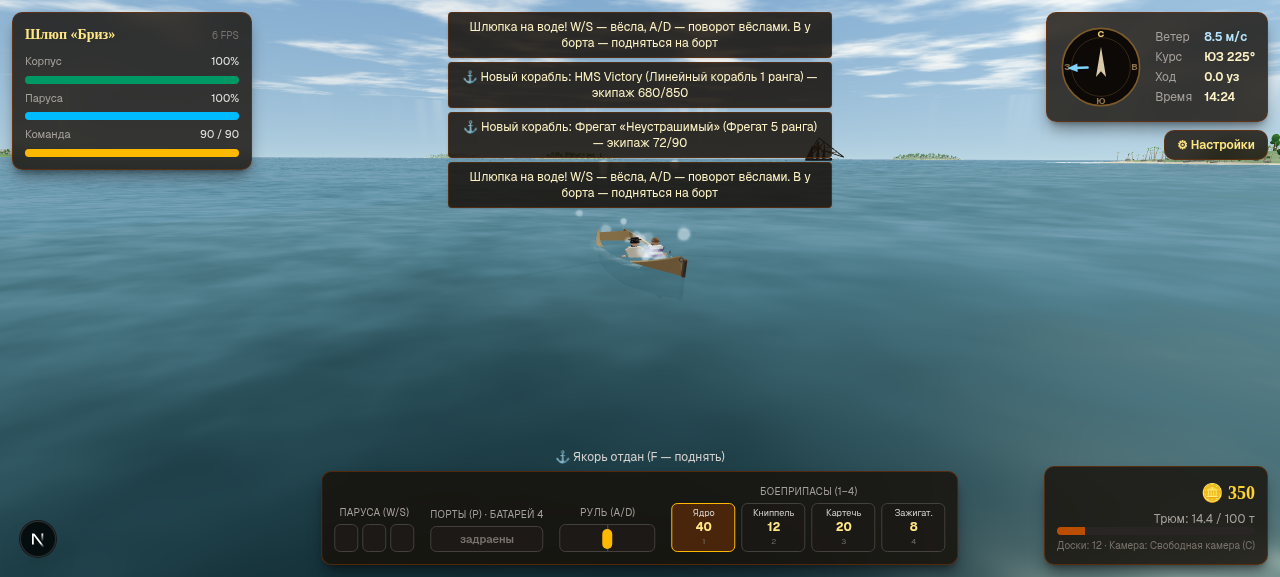 Шлюп «Бриз»
6 FPS
Корпус 100%
Паруса 100%
Команда 90 / 90
Шлюпка на воде! W/S — вёсла, A/D — поворот вёслами. В у
борта — подняться на борт
⚓ Новый корабль: HMS Victory (Линейный корабль 1 ранга) —
экипаж 680/850
⚓ Новый корабль: Фрегат «Неустрашимый» (Фрегат 5 ранга)
— экипаж 72/90
Шлюпка на воде! W/S — вёсла, A/D — поворот вёслами. В у
борта — подняться на борт
С
З
В
Ю
Ветер 8.5 м/с
Курс ЮЗ 225°
Ход 0.0 уз
Время 14:24
⚙ Настройки
⚓ Якорь отдан (F — поднять)
ПАРУСА (W/S)
ПОРТЫ (P) · БАТАРЕЙ 4
задраены
РУЛЬ (A/D)
БОЕПРИПАСЫ (1–4)
Ядро
40
1
Книппель
12
2
Картечь
20
3
Зажигат.
8
4
N
350
Трюм: 14.4 / 100 т
Доски: 12 · Камера: Свободная камера (C)